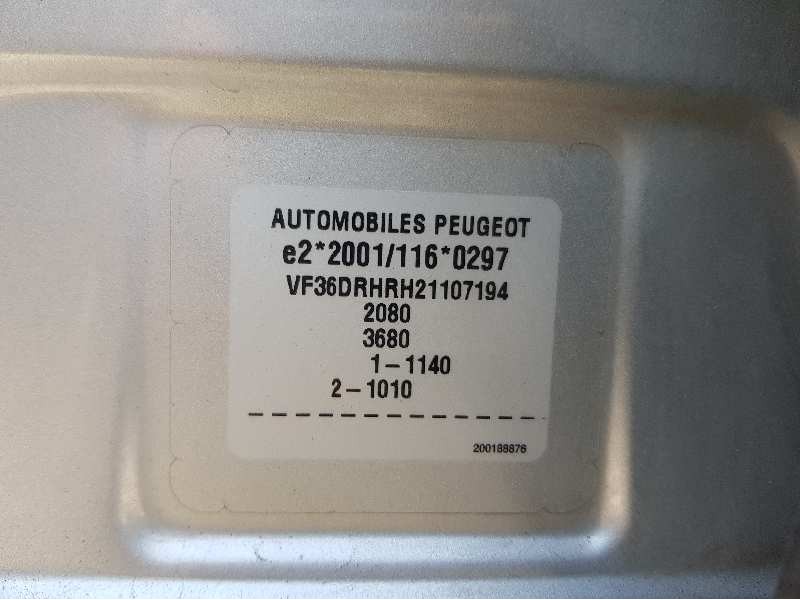 AUTOMOBILES PEUGEOT
e2*2001/116*0297
VF36DRHRH21107194
2080
3680
1-1140
2-1010
200188876